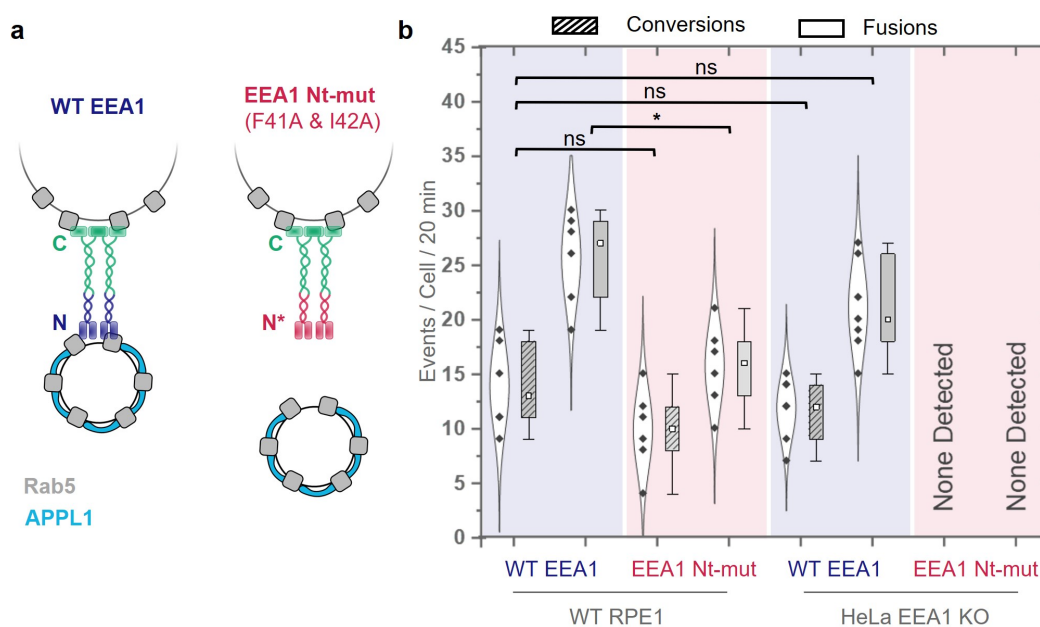 a
WT EEA1
EEA1 Nt-mut
(F41A & I42A)
C
C
N
N*
Rab5
APPL1
b
Conversions
Fusions
Events / Cell / 20 min
45
40
35
30
25
20
15
10
5
0
ns
ns
*
ns
None Detected
None Detected
WT EEA1
EEA1 Nt-mut
WT EEA1
EEA1 Nt-mut
WT RPE1
HeLa EEA1 KO